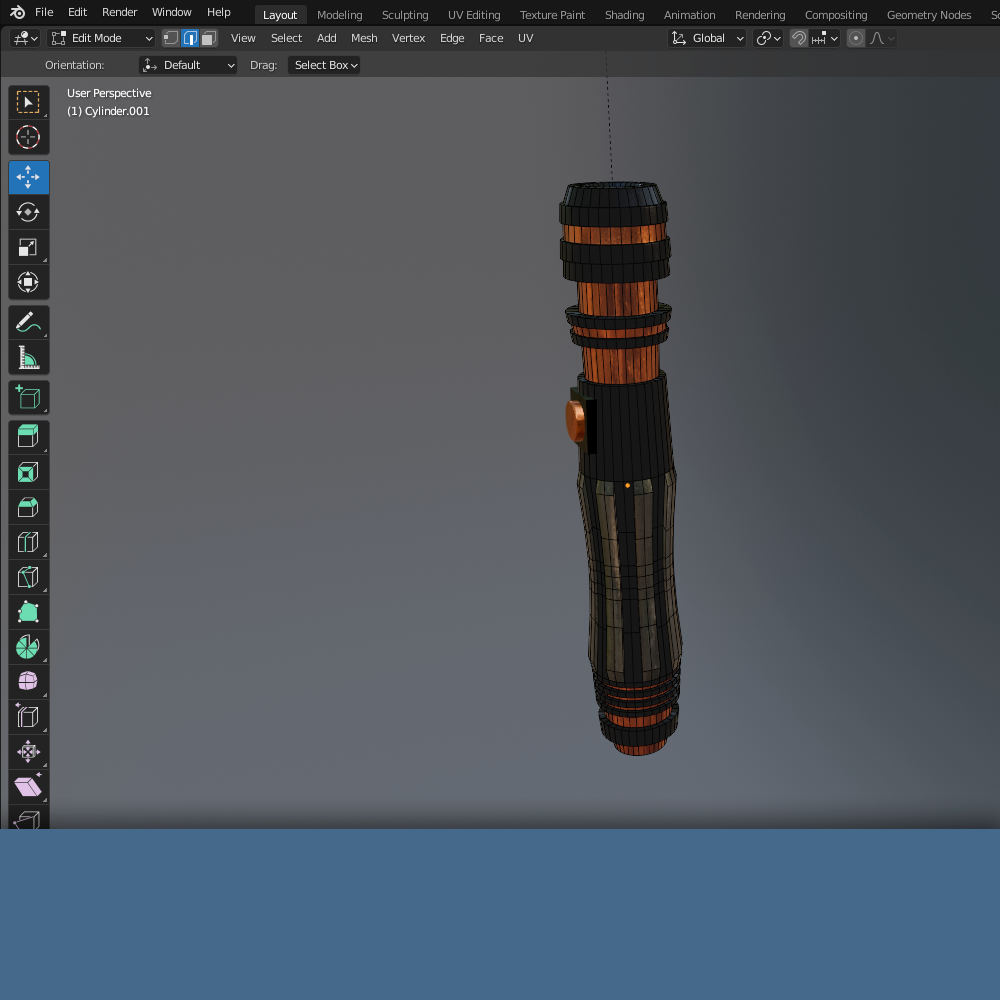 File Edit Render Window Help Layout Modeling Sculpting UV Editing Texture Paint Shading Animation Rendering Compositing Geometry Nodes
Edit Mode View Select Add Mesh Vertex Edge Face UV Global
Orientation: Default Drag: Select Box
User Perspective
(1) Cylinder.001